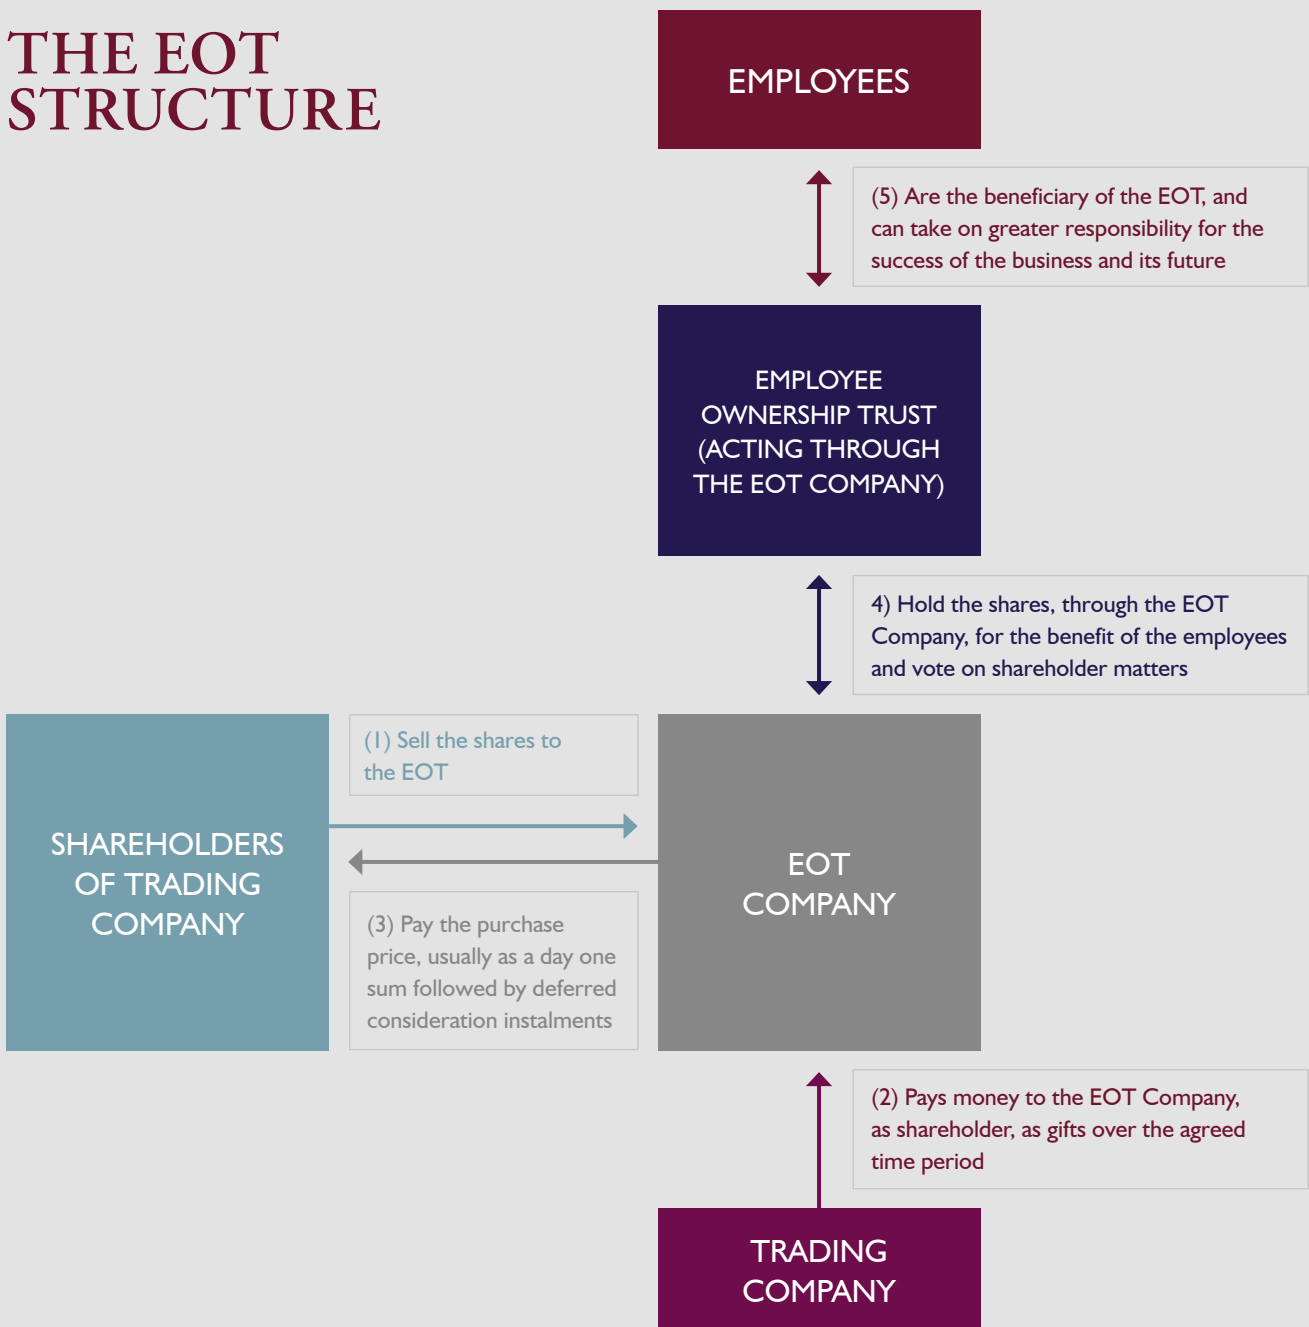 THE EOT
STRUCTURE
EMPLOYEES
(5) Are the beneficiary of the EOT, and
can take on greater responsibility for the
success of the business and its future
EMPLOYEE
OWNERSHIP TRUST
(ACTING THROUGH
THE EOT COMPANY)
4) Hold the shares, through the EOT
Company, for the benefit of the employees
and vote on shareholder matters
(1) Sell the shares to
the EOT
SHAREHOLDERS
OF TRADING
COMPANY
EOT
COMPANY
(3) Pay the purchase
price, usually as a day one
sum followed by deferred
consideration instalments
(2) Pays money to the EOT Company,
as shareholder, as gifts over the agreed
time period
TRADING
COMPANY